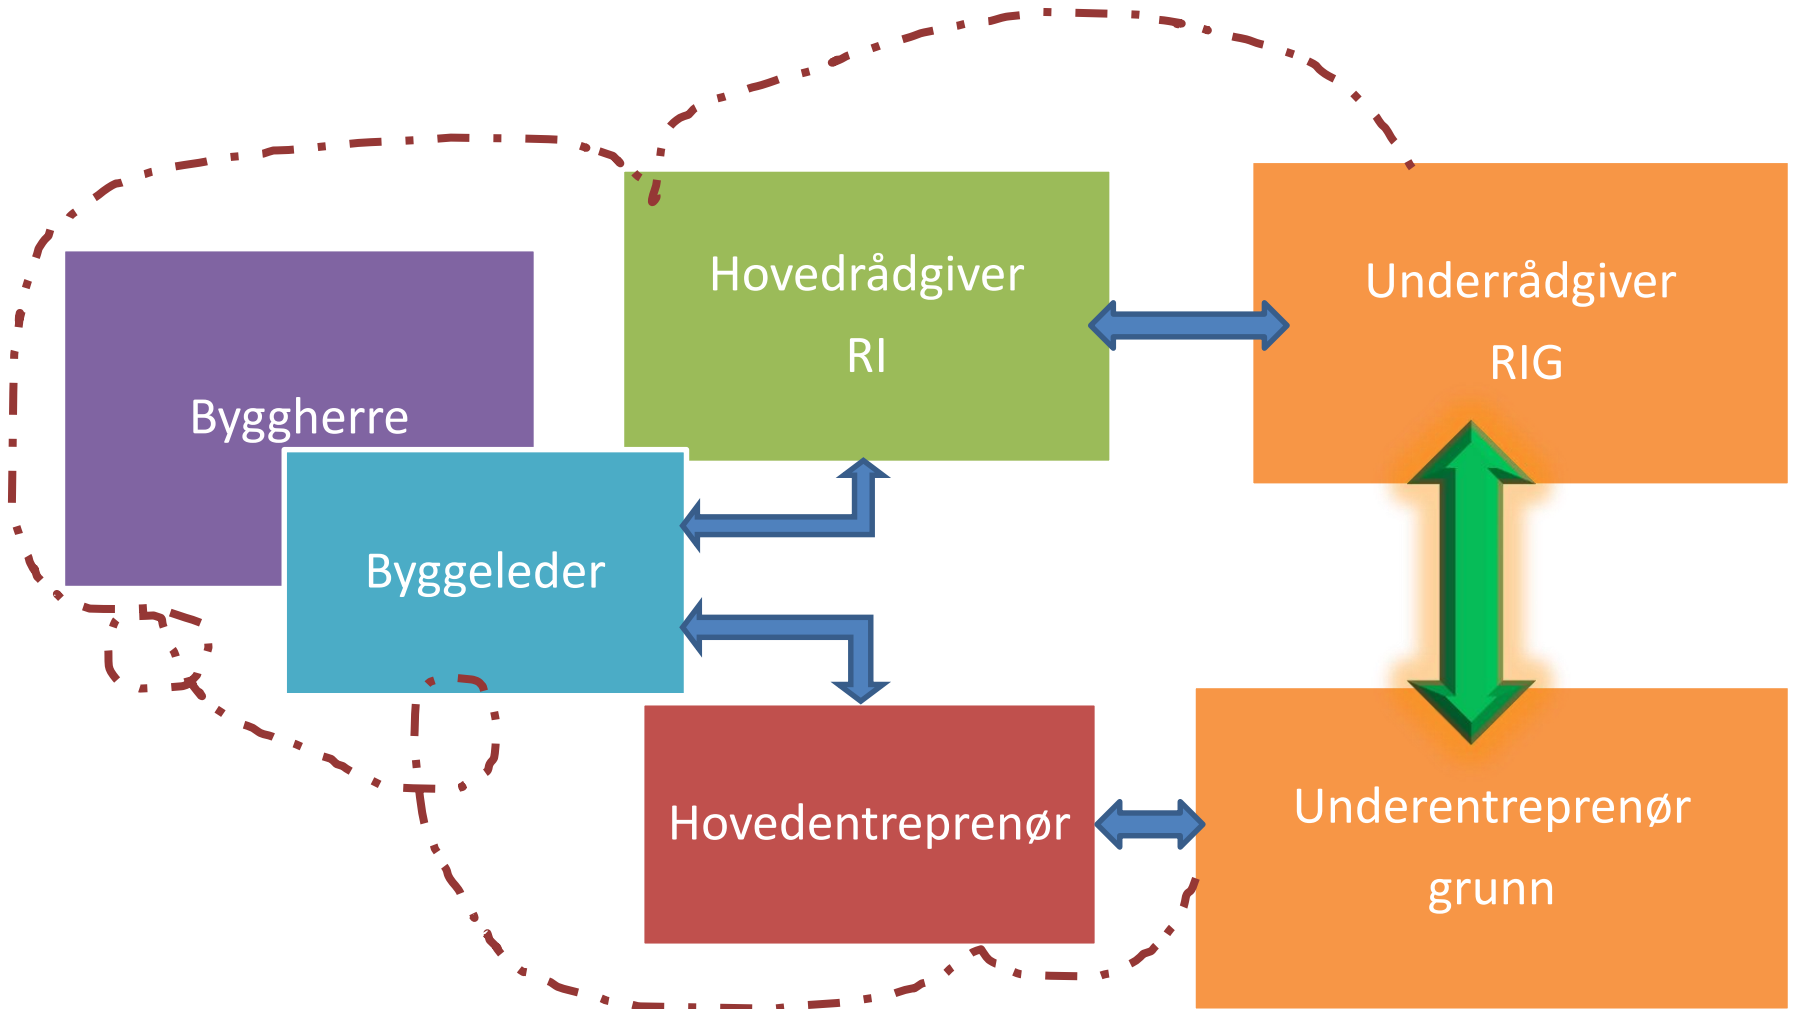 Hovedrådgiver
RI
Underrådgiver
RIG
Byggherre
Byggeleder
Hovedentreprenør
Underentreprenør
grunn